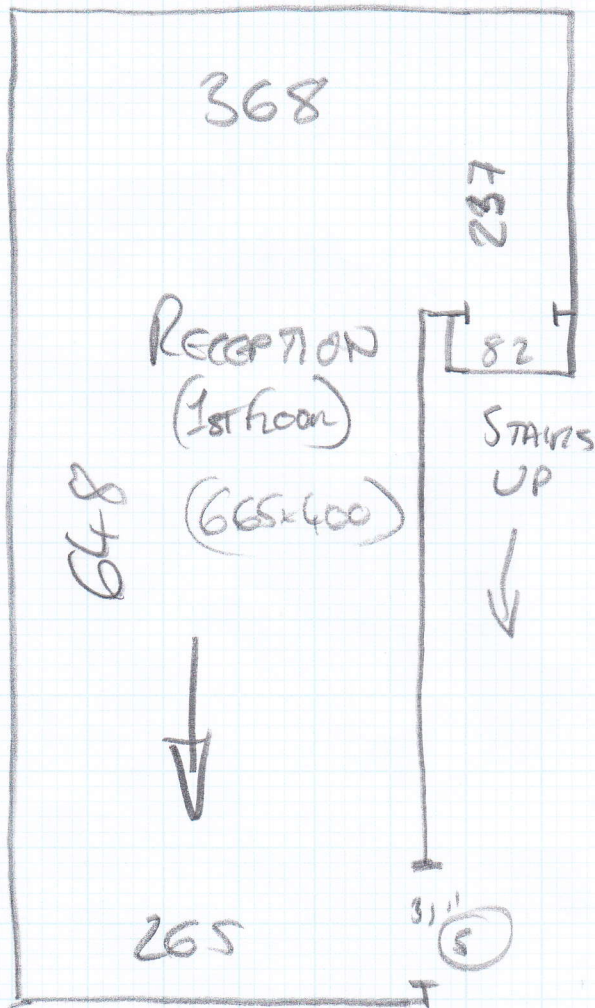 368
237
RECEPTION
(1st floor)
(665x400)
82
STAIRS
UP
648
265
5